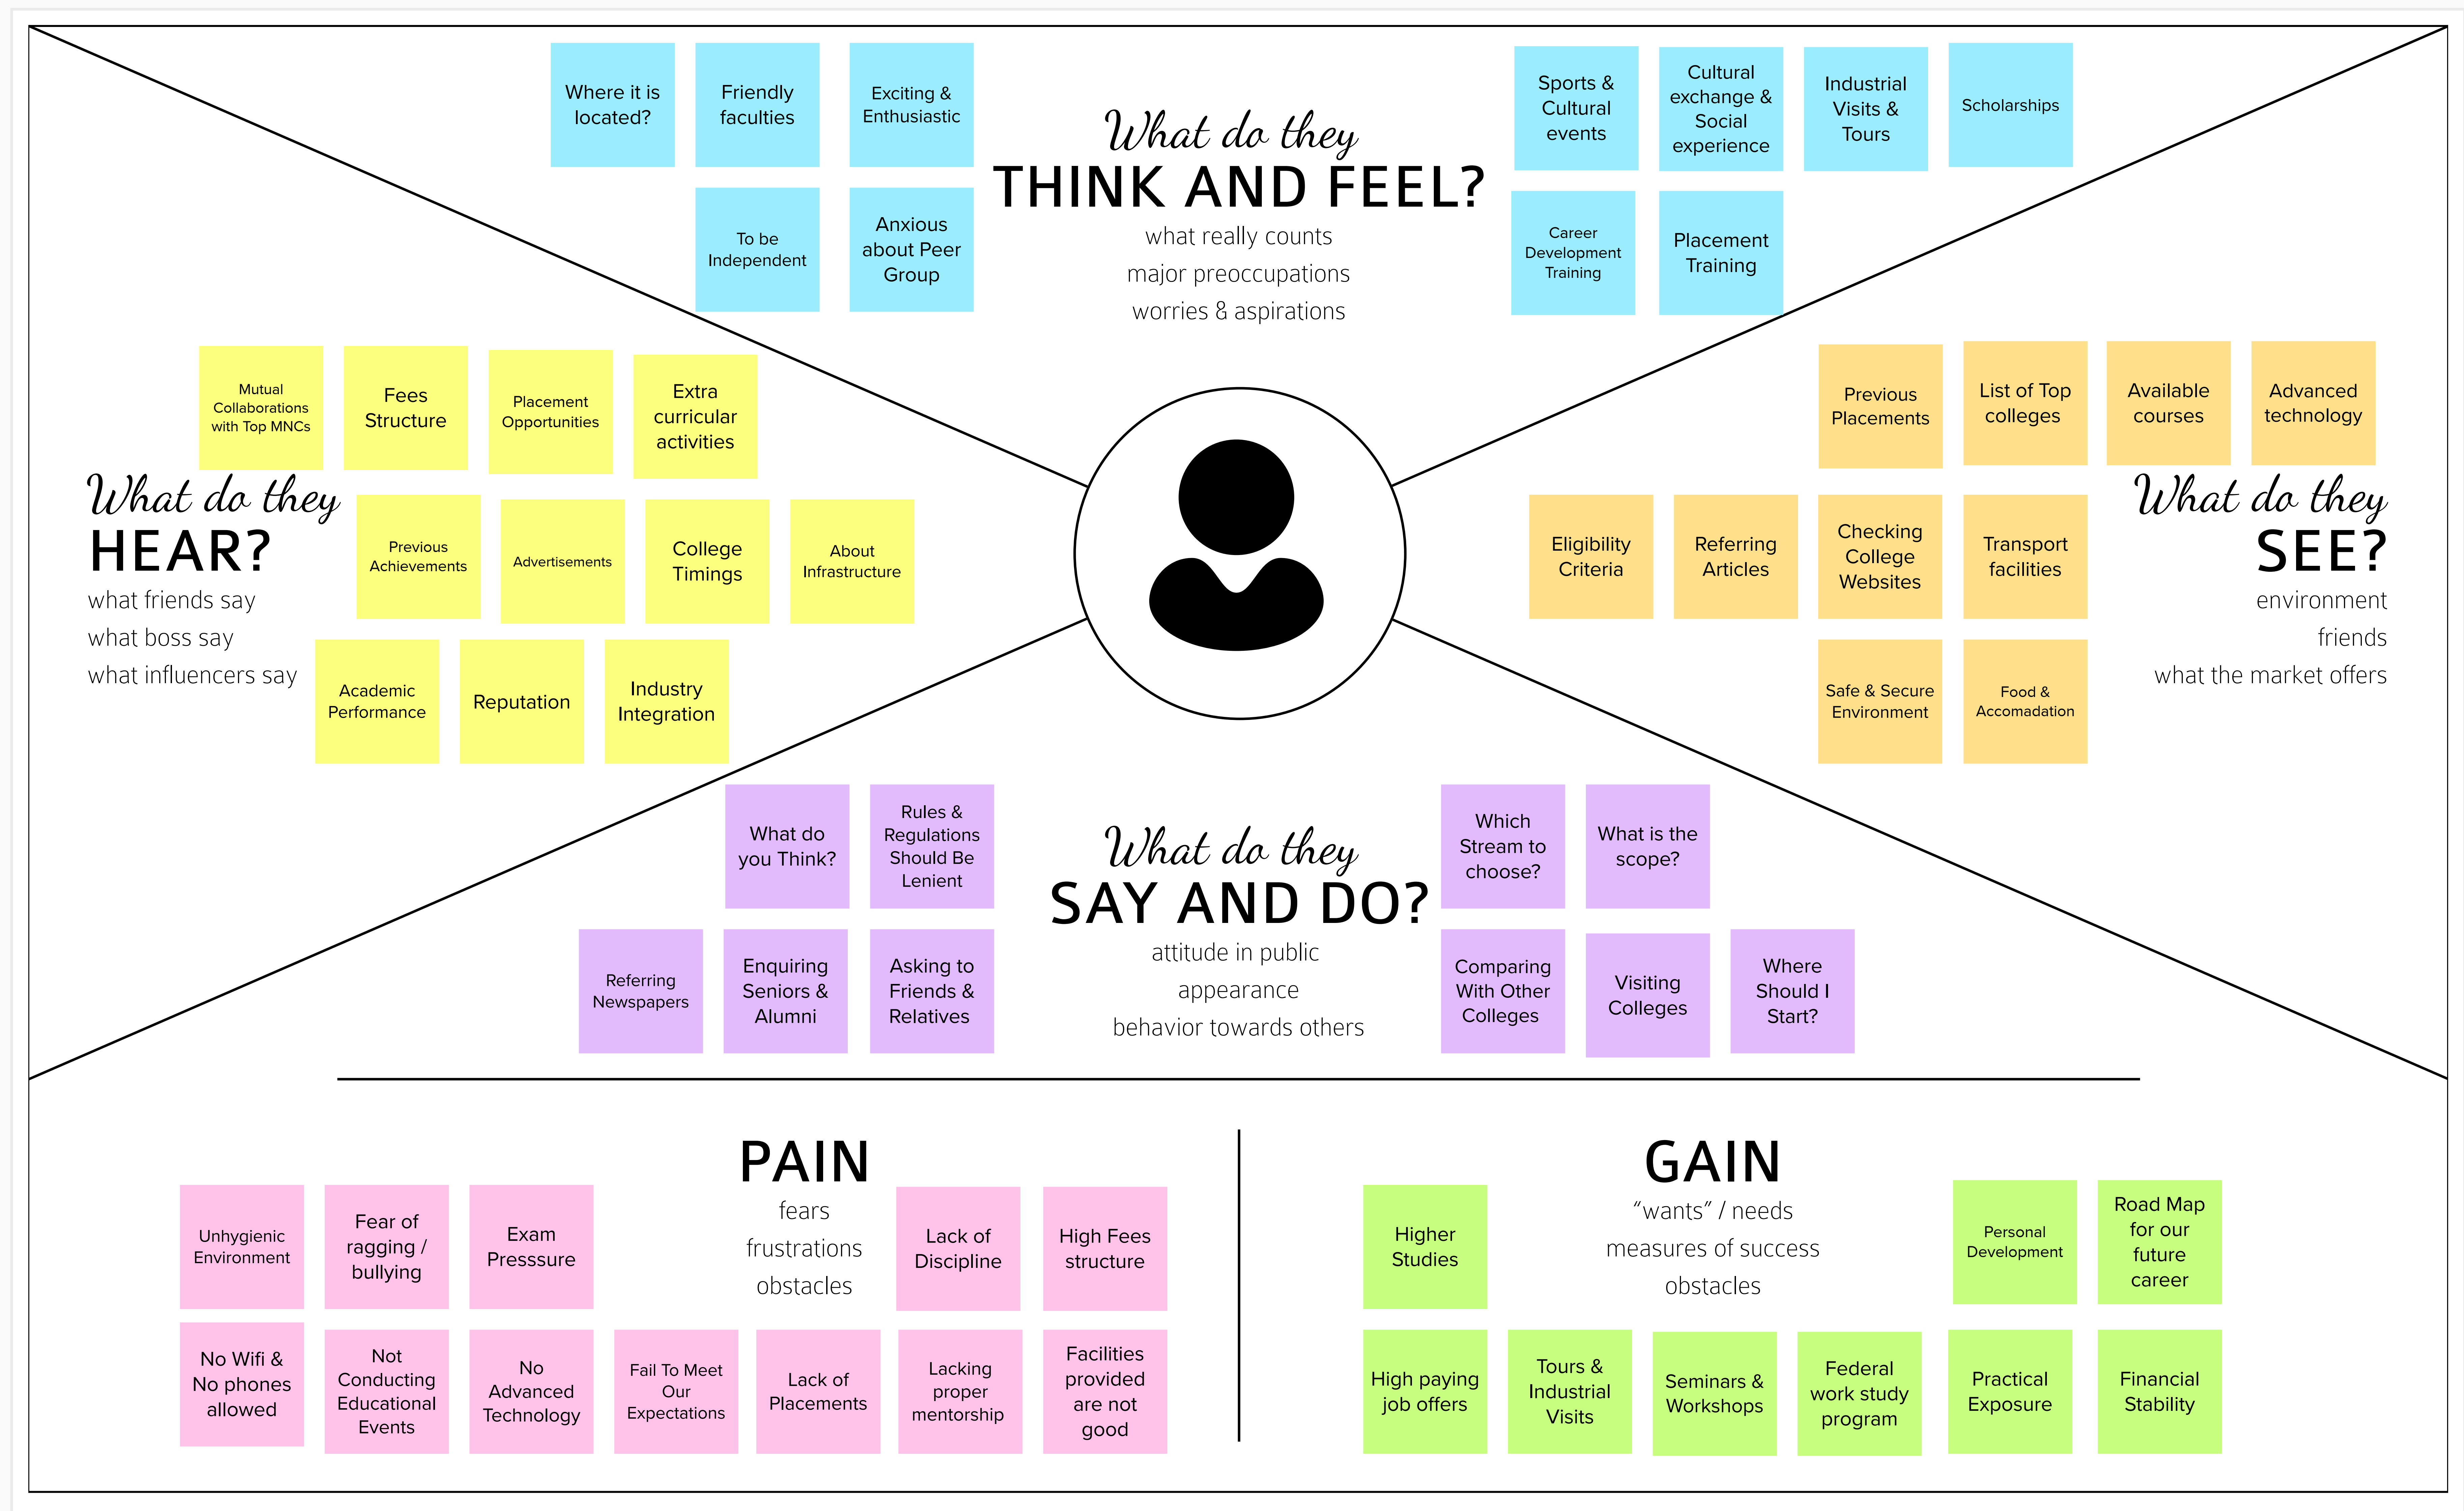 Where it is
located?
Friendly
faculties
Exciting &
Enthusiastic
To be
Independent
Anxious
about Peer
Group
What do they
THINK AND FEEL?
what really counts
major preoccupations
worries & aspirations
Sports &
Cultural
events
Cultural
exchange &
Social
experience
Industrial
Visits &
Tours
Scholarships
Career
Development
Training
Placement
Training
Mutual
Collaborations
with Top MNCs
Fees
Structure
Placement
Opportunities
Extra
curricular
activities
What do they
HEAR?
what friends say
what boss say
what influencers say
Previous
Achievements
Advertisements
College
Timings
About
Infrastructure
Academic
Performance
Reputation
Industry
Integration
Previous
Placements
List of Top
colleges
Available
courses
Advanced
technology
Eligibility
Criteria
Referring
Articles
Checking
College
Websites
Transport
facilities
What do they
SEE?
environment
friends
what the market offers
Safe & Secure
Environment
Food &
Accomadation
What do
you Think?
Rules &
Regulations
Should Be
Lenient
Referring
Newspapers
Enquiring
Seniors &
Alumni
Asking to
Friends &
Relatives
What do they
SAY AND DO?
attitude in public
appearance
behavior towards others
Which
Stream to
choose?
What is the
scope?
Comparing
With Other
Colleges
Visiting
Colleges
Where
Should I
Start?
PAIN
fears
frustrations
obstacles
Unhygienic
Environment
Fear of
ragging /
bullying
Exam
Presssure
Lack of
Discipline
High Fees
structure
No Wifi &
No phones
allowed
Not
Conducting
Educational
Events
No
Advanced
Technology
Fail To Meet
Our
Expectations
Lack of
Placements
Lacking
proper
mentorship
Facilities
provided
are not
good
GAIN
“wants” / needs
measures of success
obstacles
Higher
Studies
Personal
Development
Road Map
for our
future
career
High paying
job offers
Tours &
Industrial
Visits
Seminars &
Workshops
Federal
work study
program
Practical
Exposure
Financial
Stability